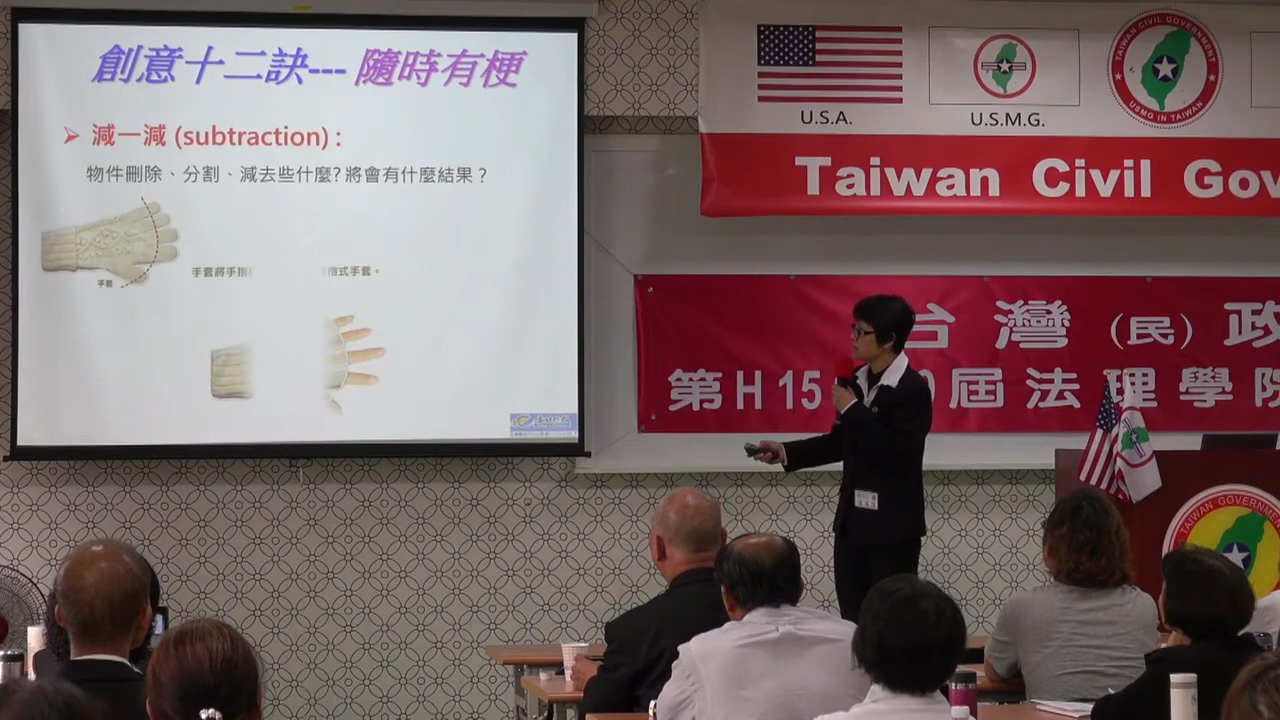 創意十二訣--- 隨時有梗
➢ 減一減 (subtraction) :
物件刪除、分割、減去些什麼? 將會有什麼結果？
手套
手套將手指
指式手套。
U.S.A.
U.S.M.G.
TAIWAN CIVIL GOVERNMENT
USMG IN TAIWAN
Taiwan Civil Gov
台灣（民）政
第H 15
屆法理學院
TAIWAN GOVERNMENT